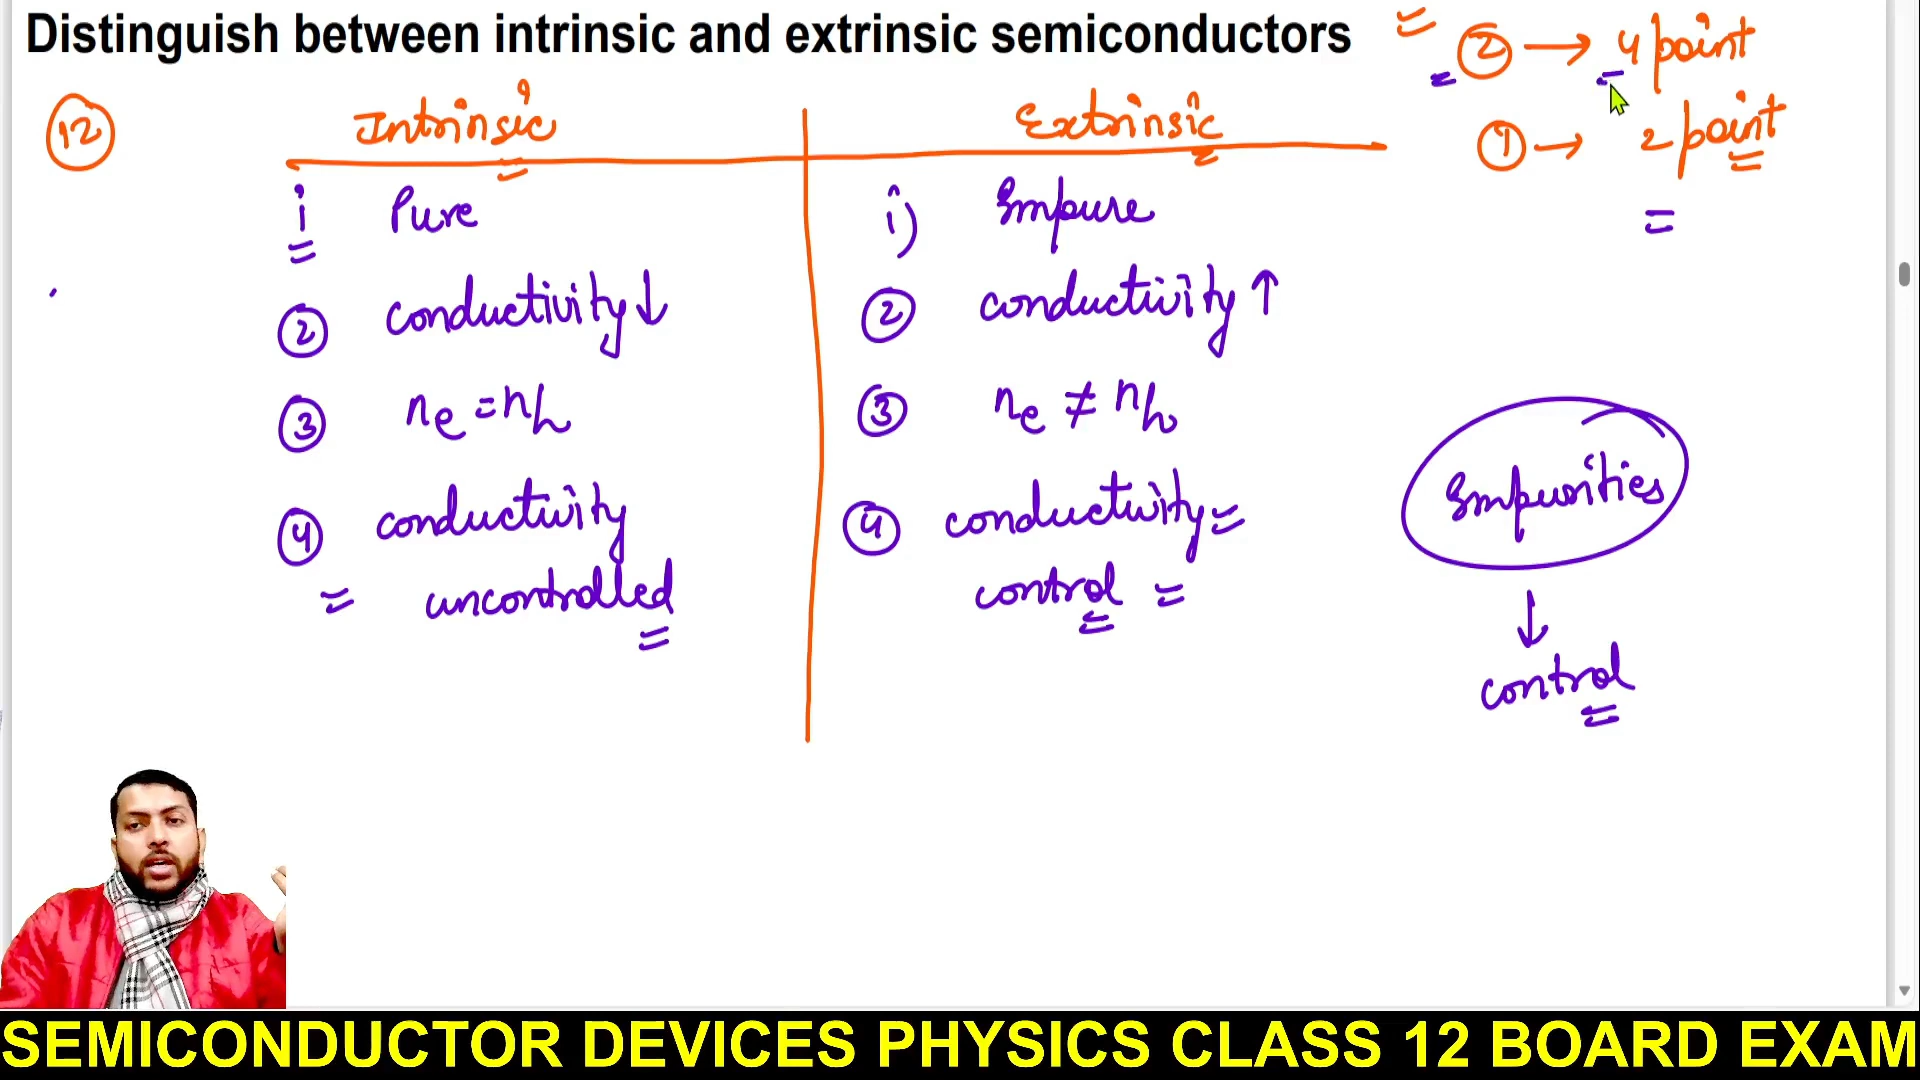 Distinguish between intrinsic and extrinsic semiconductors
② → 4 point
① → 2 point
12
Intrinsic
Extrinsic
i Pure
i) Impure
② conductivity ↓
② conductivity ↑
③ ne = nh
③ ne ≠ nh
④ conductivity
uncontrolled
④ conductivity
control
Impurities
↓
control
SEMICONDUCTOR DEVICES PHYSICS CLASS 12 BOARD EXAM